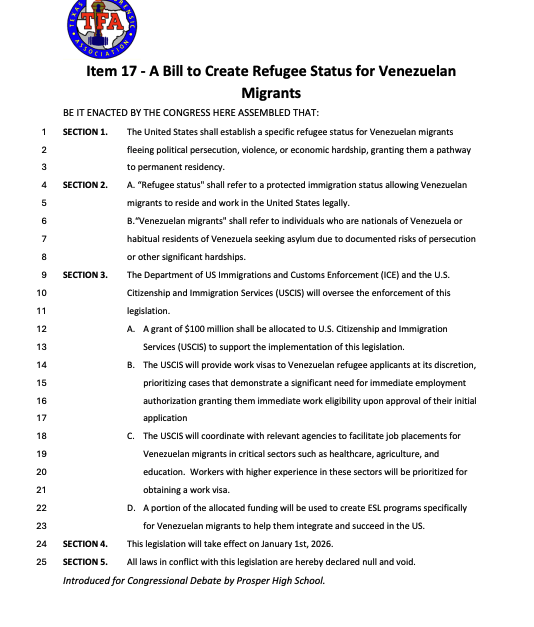 TEXAS FORENSIC
TFA
ASSOCIATION
Item 17 - A Bill to Create Refugee Status for Venezuelan
Migrants
BE IT ENACTED BY THE CONGRESS HERE ASSEMBLED THAT:
1 SECTION 1. The United States shall establish a specific refugee status for Venezuelan migrants
2 fleeing political persecution, violence, or economic hardship, granting them a pathway
3 to permanent residency.
4 SECTION 2. A. “Refugee status" shall refer to a protected immigration status allowing Venezuelan
5 migrants to reside and work in the United States legally.
6 B.“Venezuelan migrants" shall refer to individuals who are nationals of Venezuela or
7 habitual residents of Venezuela seeking asylum due to documented risks of persecution
8 or other significant hardships.
9 SECTION 3. The Department of US Immigrations and Customs Enforcement (ICE) and the U.S.
10 Citizenship and Immigration Services (USCIS) will oversee the enforcement of this
11 legislation.
12 A. A grant of $100 million shall be allocated to U.S. Citizenship and Immigration
13 Services (USCIS) to support the implementation of this legislation.
14 B. The USCIS will provide work visas to Venezuelan refugee applicants at its discretion,
15 prioritizing cases that demonstrate a significant need for immediate employment
16 authorization granting them immediate work eligibility upon approval of their initial
17 application
18 C. The USCIS will coordinate with relevant agencies to facilitate job placements for
19 Venezuelan migrants in critical sectors such as healthcare, agriculture, and
20 education. Workers with higher experience in these sectors will be prioritized for
21 obtaining a work visa.
22 D. A portion of the allocated funding will be used to create ESL programs specifically
23 for Venezuelan migrants to help them integrate and succeed in the US.
24 SECTION 4. This legislation will take effect on January 1st, 2026.
25 SECTION 5. All laws in conflict with this legislation are hereby declared null and void.
Introduced for Congressional Debate by Prosper High School.